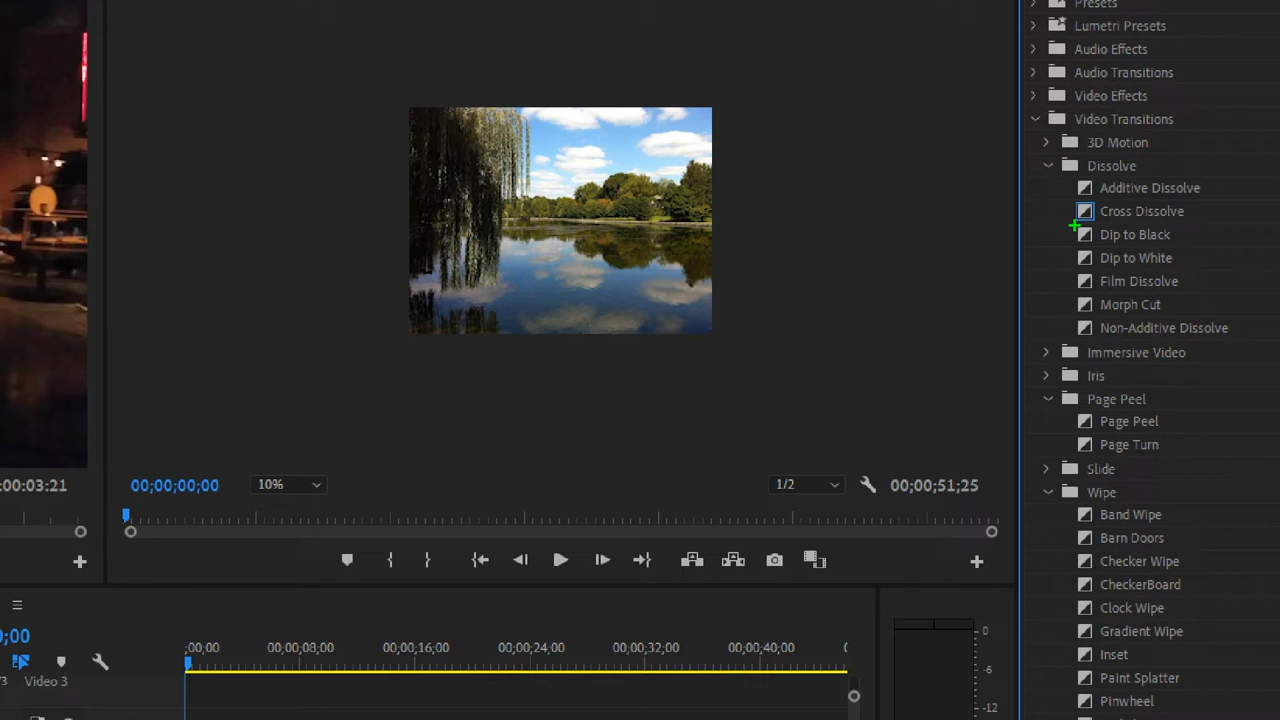 Presets
Lumetri Presets
Audio Effects
Audio Transitions
Video Effects
Video Transitions
3D Motion
Dissolve
Additive Dissolve
Cross Dissolve
Dip to Black
Dip to White
Film Dissolve
Morph Cut
Non-Additive Dissolve
Immersive Video
Iris
Page Peel
Page Peel
Page Turn
Slide
Wipe
Band Wipe
Barn Doors
Checker Wipe
CheckerBoard
Clock Wipe
Gradient Wipe
Inset
Paint Splatter
Pinwheel
:00:03;21
00;00;00;00
10%
1/2
00;00;51;25
;00
;00;00
00;00;08;00
00;00;16;00
00;00;24;00
00;00;32;00
00;00;40;00
Video 3
0
-6
-12